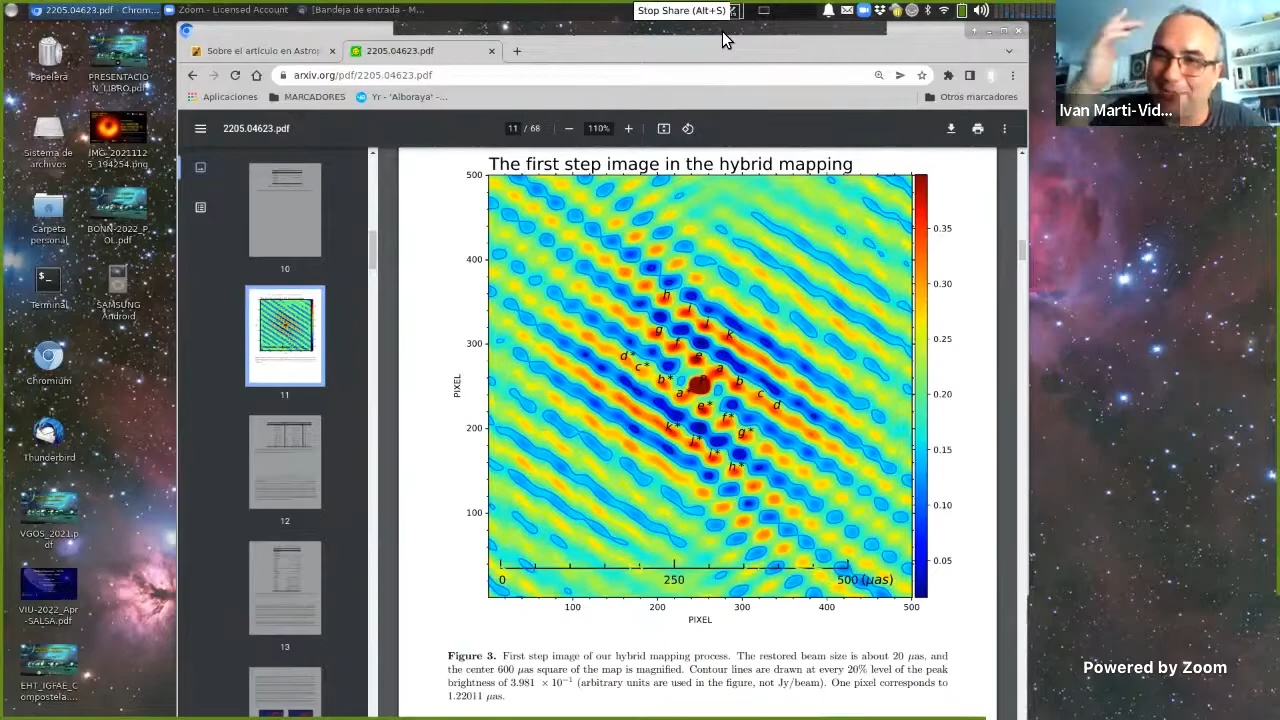 2205.04623.pdf - Chrom...
Zoom - Licensed Account
[Bandeja de entrada - M...
Stop Share (Alt+S)
Sobre el artículo en Astrop
2205.04623.pdf
arxiv.org/pdf/2205.04623.pdf
Aplicaciones
MARCADORES
Yr - 'Alboraya' -...
Otros marcadores
2205.04623.pdf
11 / 68
110%
Papelera
PRESENTACIO
N_LIBRO.pdf
Sistema de
archivos
IMG_2021112
5_194254.png
Carpeta
personal
BONN-2022_P
OL.pdf
Terminal
SAMSUNG
Android
Chromium
Thunderbird
VGOS_2021.p
df
VIU-2022_Apr
-SALSA.pdf
EHT_IGFAE_C
ompostela...
10
11
12
13
The first step image in the hybrid mapping
500
400
300
200
100
PIXEL
h
i
j
g
k
f
d*
e
c*
a
b*
b
a*
c
e*
d
f*
k*
g*
j*
i*
h*
0
250
500 (μas)
100
200
300
400
500
PIXEL
0.35
0.30
0.25
0.20
0.15
0.10
0.05
Figure 3. First step image of our hybrid mapping process. The restored beam size is about 20 μas, and
the center 600 μas square of the map is magnified. Contour lines are drawn at every 20% level of the peak
brightness of 3.981 × 10⁻¹ (arbitrary units are used in the figure, not Jy/beam). One pixel corresponds to
1.22011 μas.
Ivan Marti-Vid...
Powered by Zoom